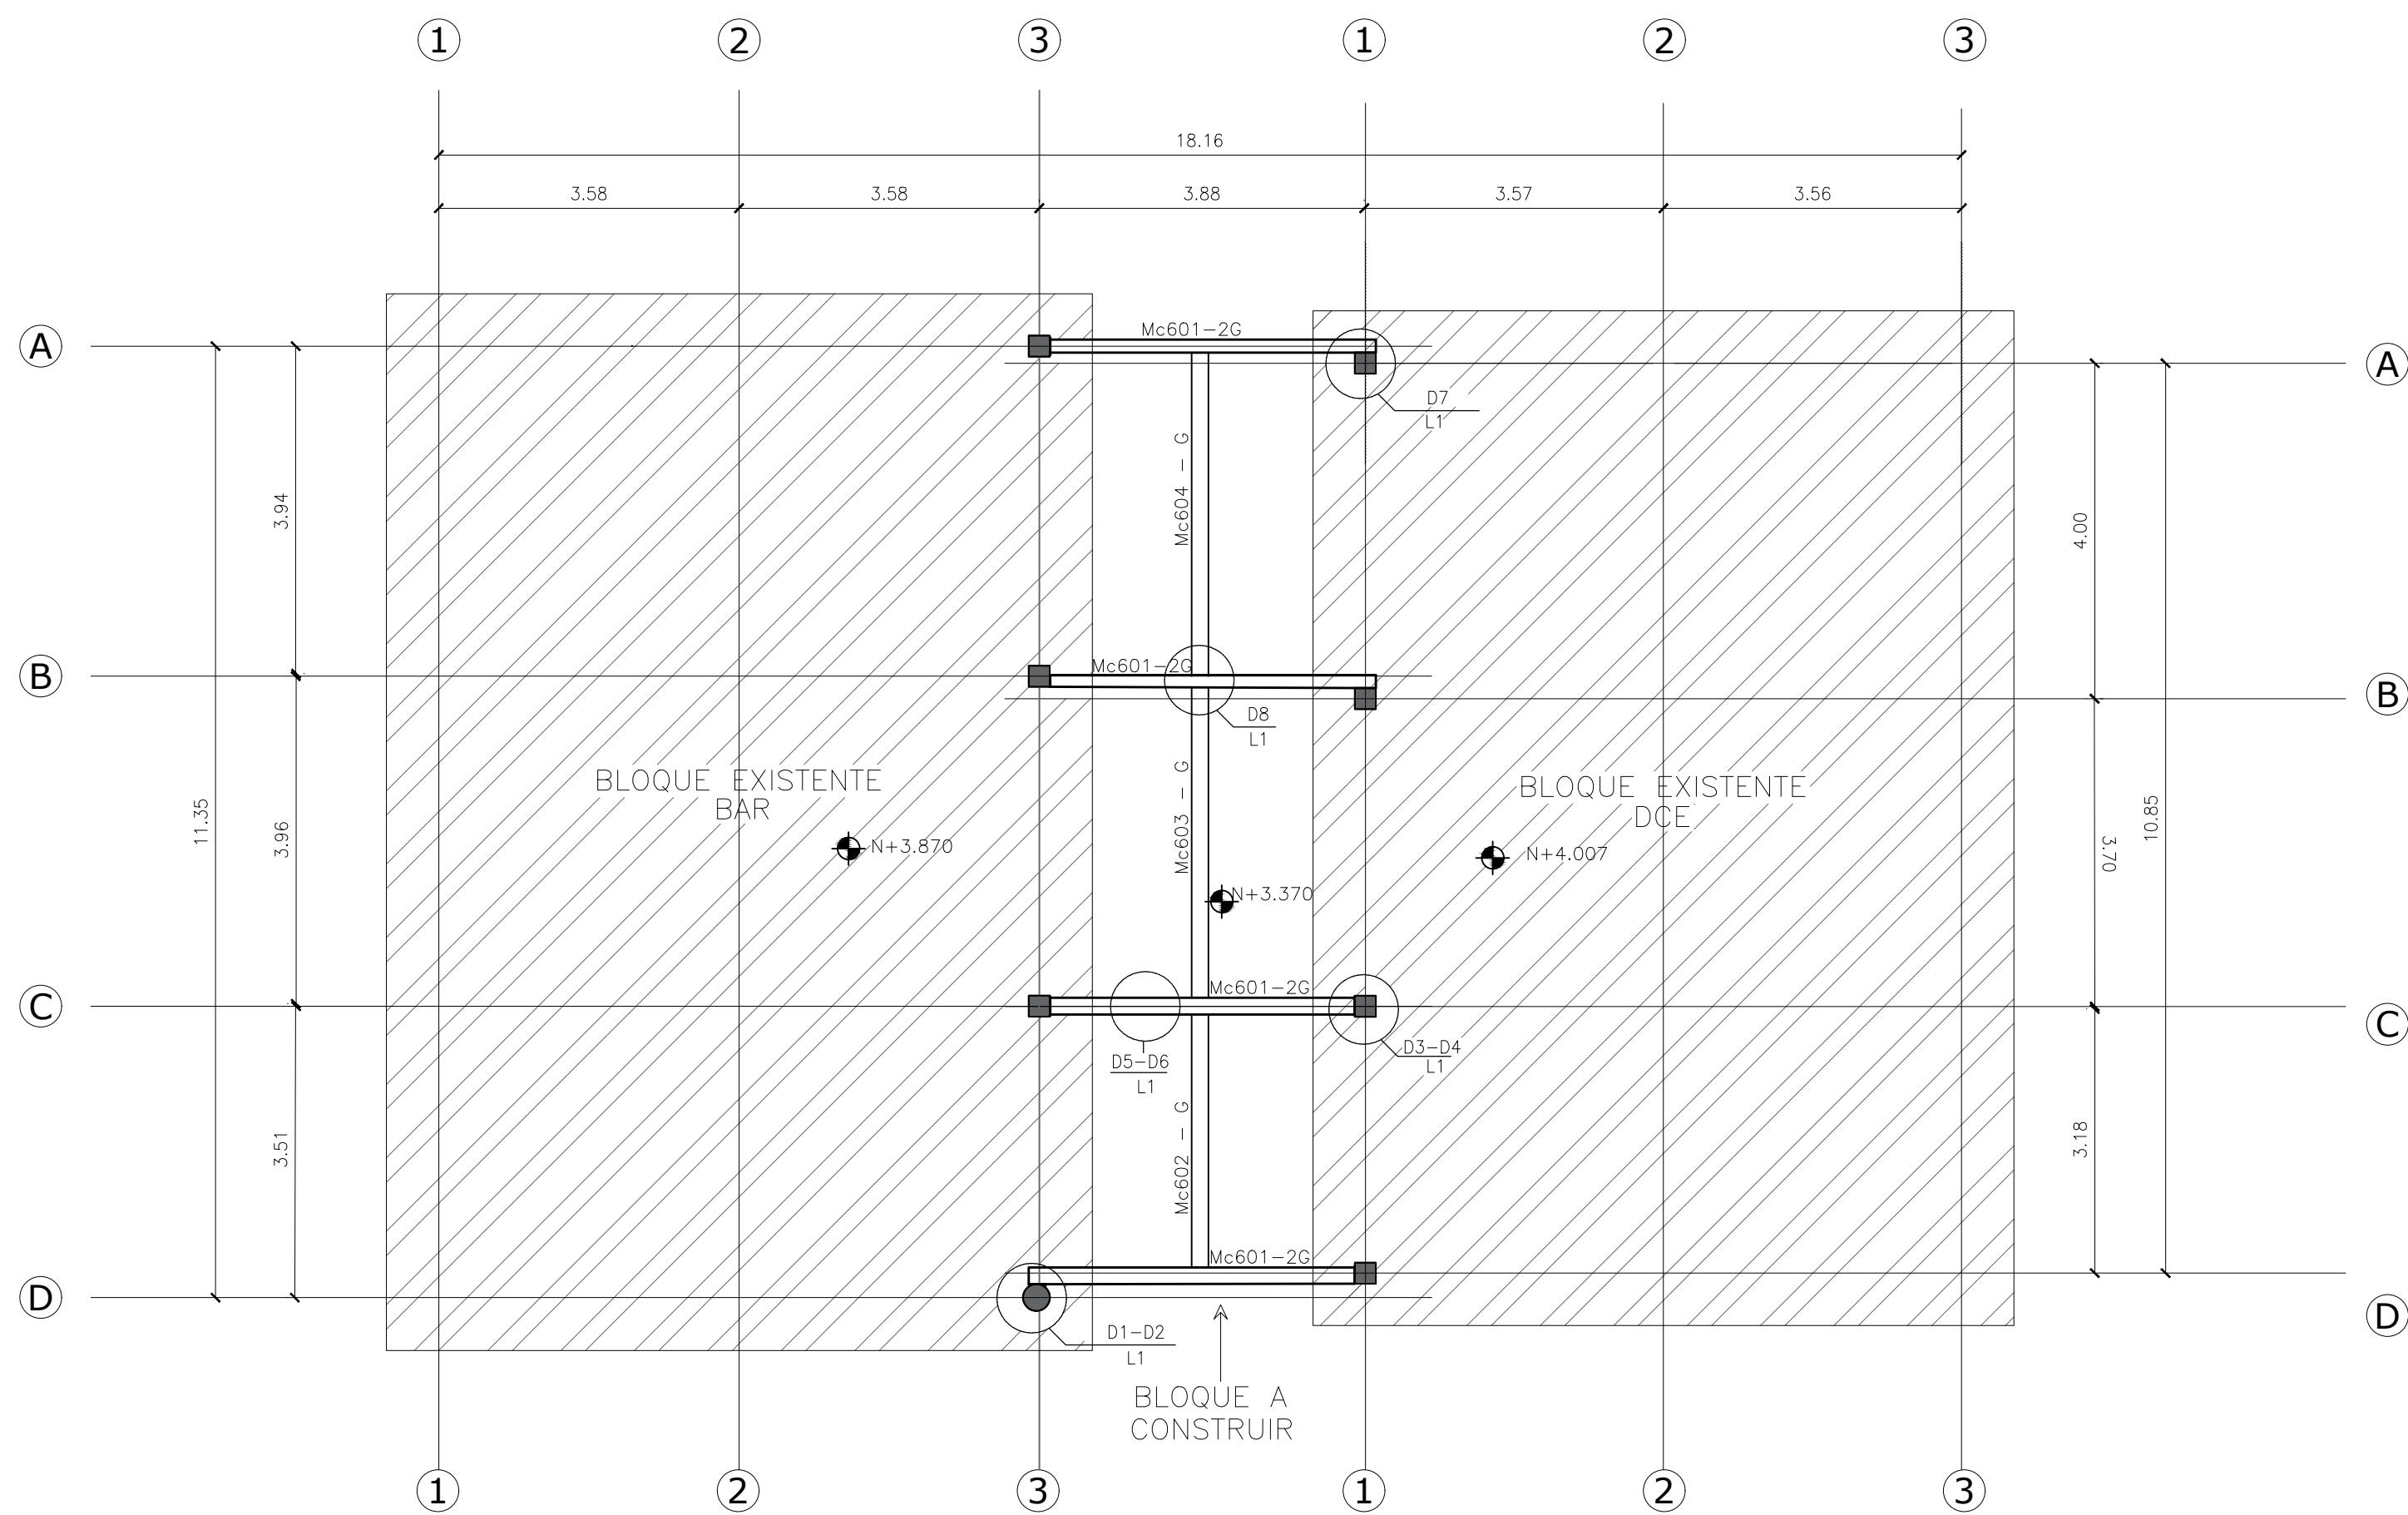 1 2 3 1 2 3
18.16
3.58 3.58 3.88 3.57 3.56
Mc601-2G
A A
D7
L1
Mc604 - G
3.94 4.00
Mc601-2G
B B
D8
L1
BLOQUE EXISTENTE
BAR
BLOQUE EXISTENTE
DCE
11.35 3.96 Mc603 - G 3.70 10.85
N+3.870 N+4.007
N+3.370
Mc601-2G
C C
D5-D6
L1
D3-D4
L1
3.51 Mc602 - G 3.18
Mc601-2G
D D
D1-D2
L1
BLOQUE A
CONSTRUIR
1 2 3 1 2 3